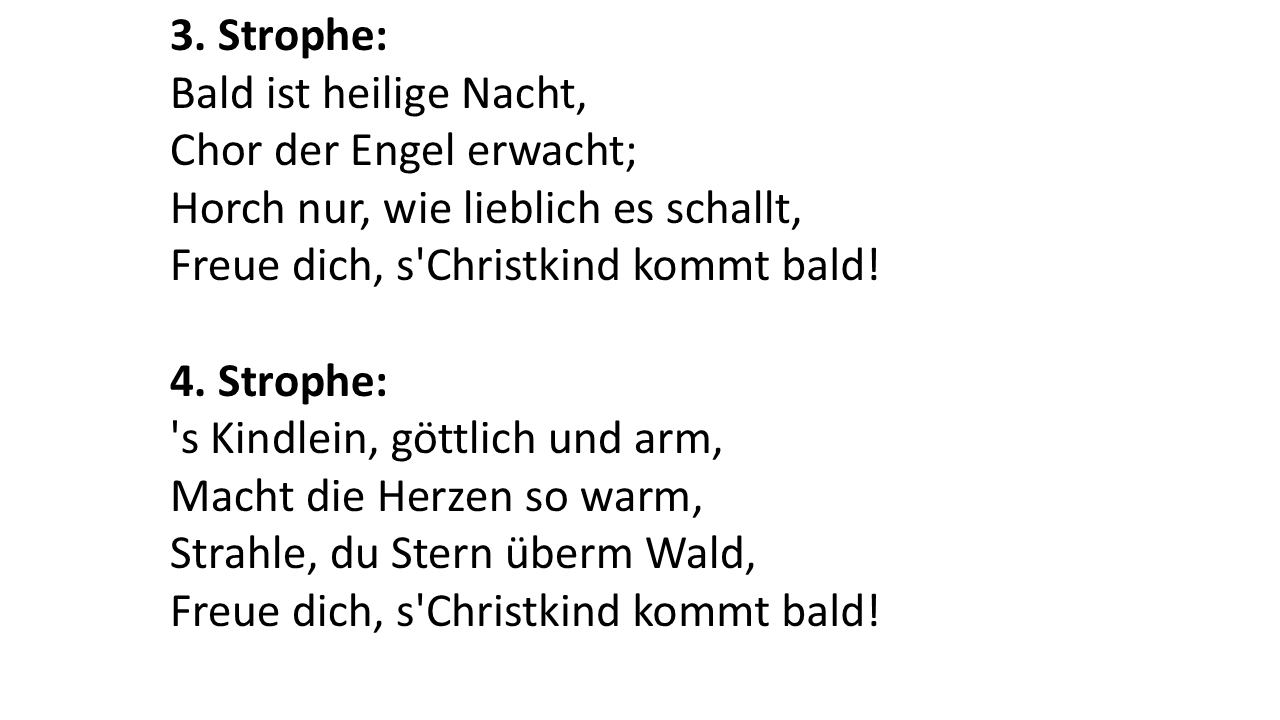 3. Strophe:
Bald ist heilige Nacht,
Chor der Engel erwacht;
Horch nur, wie lieblich es schallt,
Freue dich, s'Christkind kommt bald!
4. Strophe:
's Kindlein, göttlich und arm,
Macht die Herzen so warm,
Strahle, du Stern überm Wald,
Freue dich, s'Christkind kommt bald!